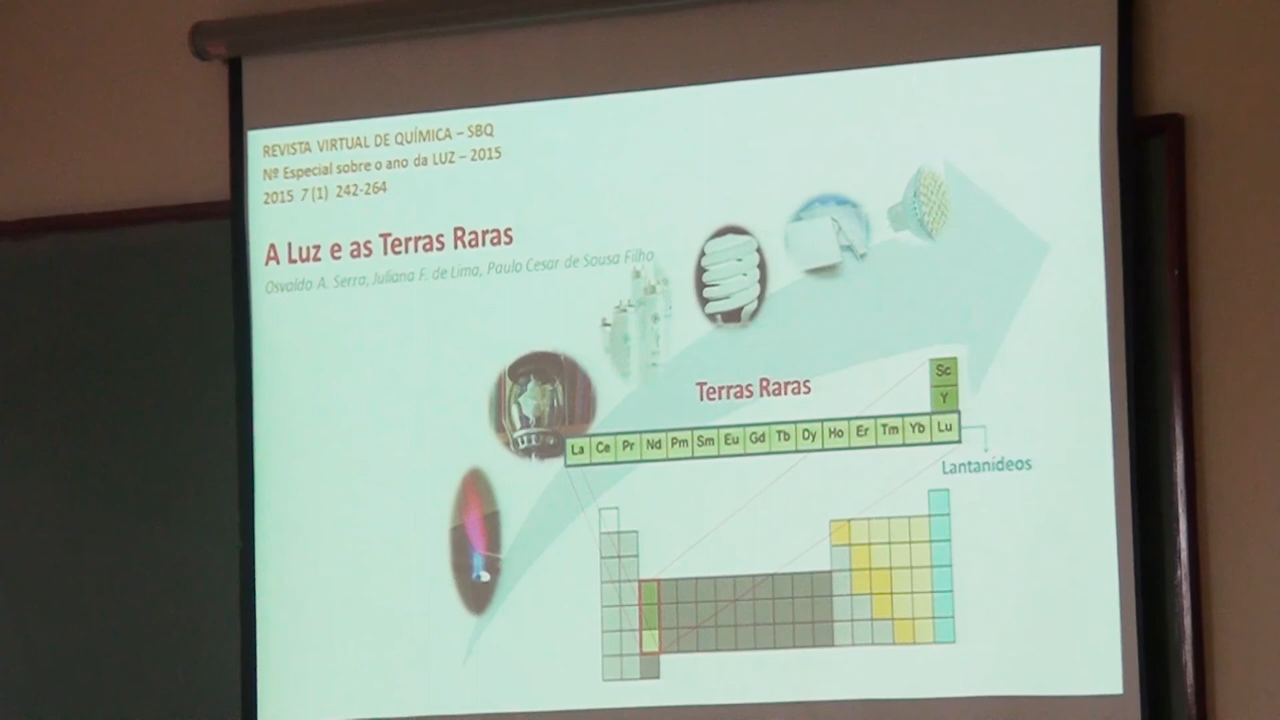 REVISTA VIRTUAL DE QUÍMICA – SBQ
Nº Especial sobre o ano da LUZ – 2015
2015 7 (1) 242-264
A Luz e as Terras Raras
Osvaldo A. Serra, Juliana F. de Lima, Paulo Cesar de Sousa Filho
Terras Raras
Sc
Y
La Ce Pr Nd Pm Sm Eu Gd Tb Dy Ho Er Tm Yb Lu
Lantanídeos